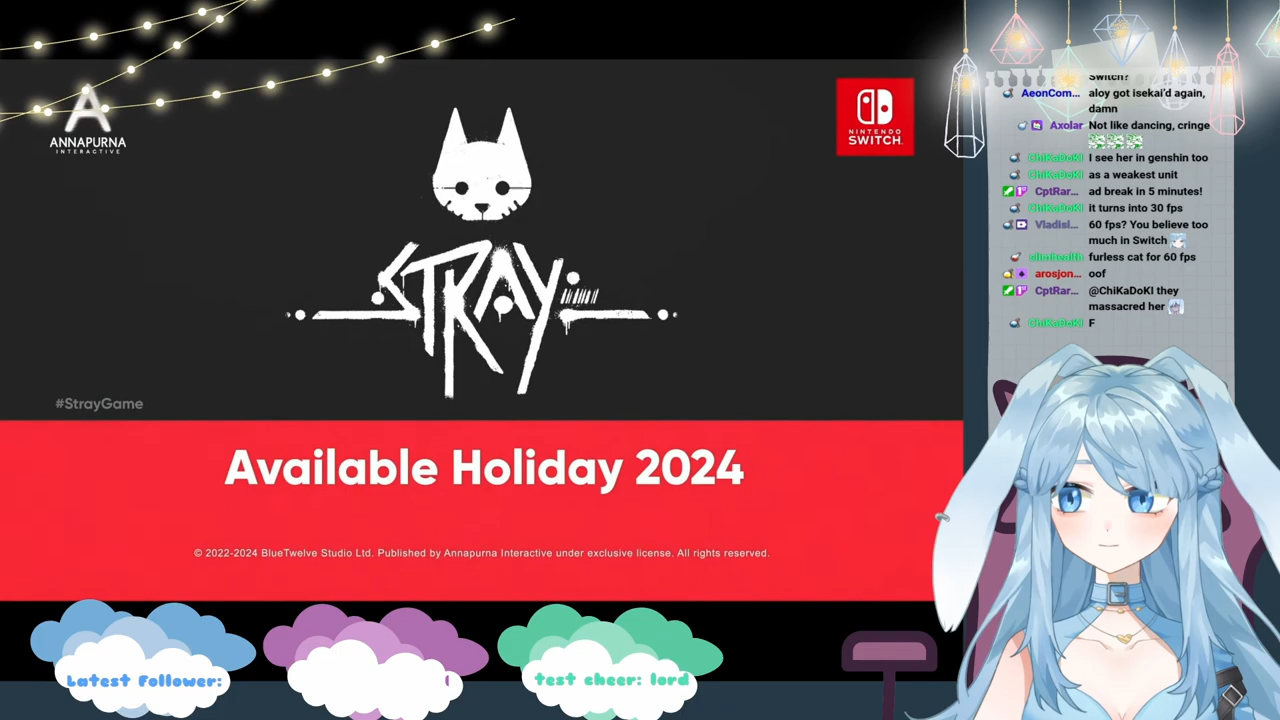 ANNAPURNA
INTERACTIVE
NINTENDO
SWITCH
STRAY
#StrayGame
Available Holiday 2024
© 2022-2024 BlueTwelve Studio Ltd. Published by Annapurna Interactive under exclusive license. All rights reserved.
Switch?
AeonCom... aloy got isekai'd again,
damn
Axolar Not like dancing, cringe
ChiKaDoKI I see her in genshin too
ChiKaDoKI as a weakest unit
CptRar... ad break in 5 minutes!
ChiKaDoKI it turns into 30 fps
Vladisl... 60 fps? You believe too
much in Switch
furless cat for 60 fps
arosjon... oof
CptRar... @ChiKaDoKI they
massacred her
ChiKaDoKI F
Latest Follower:
test cheer: lord